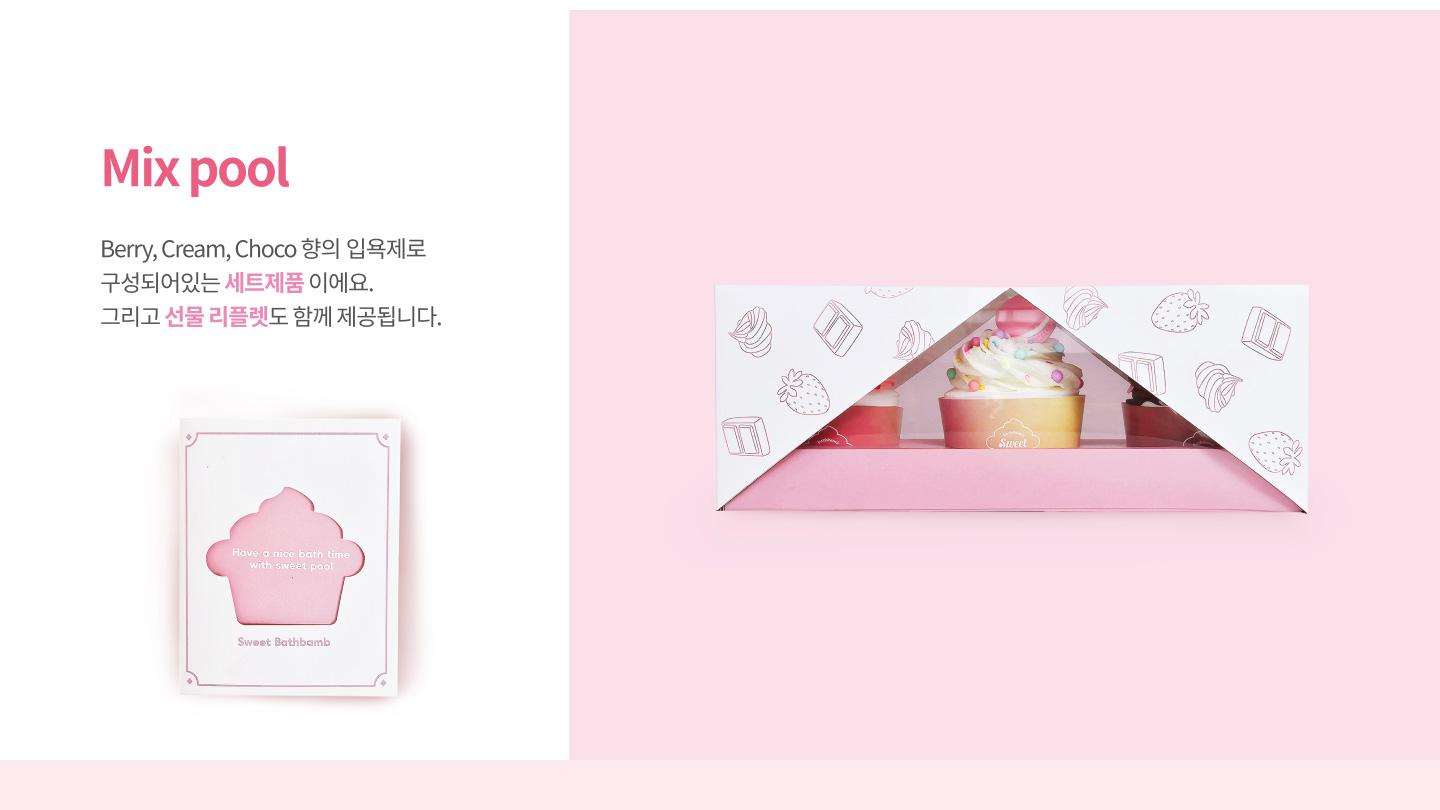 Mix pool
Berry, Cream, Choco 향의 입욕제로
구성되어있는 세트제품 이에요.
그리고 선물 리플렛도 함께 제공됩니다.
Have a nice bath time
with sweet pool
Sweet Bathbamb
Sweet